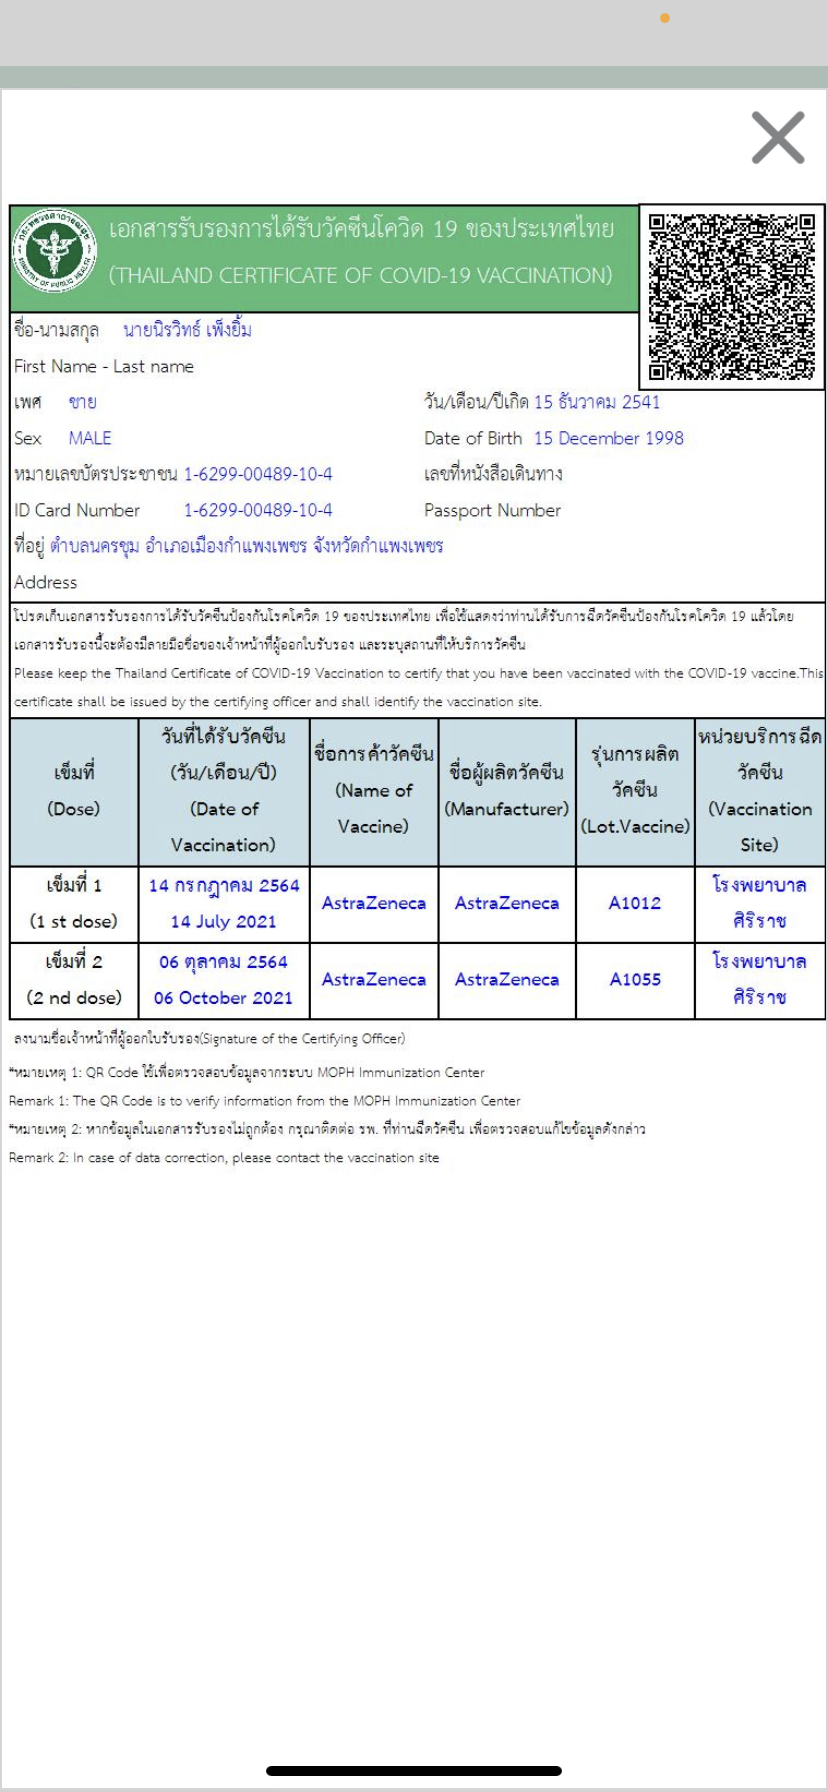 เอกสารรับรองการได้รับวัคซีนโควิด 19 ของประเทศไทย
(THAILAND CERTIFICATE OF COVID-19 VACCINATION)
กระทรวงสาธารณสุข
MINISTRY OF PUBLIC HEALTH
ชื่อ-นามสกุล นายนิรวิทธ์ เพ็งยิ้ม
First Name - Last name
เพศ ชาย วัน/เดือน/ปีเกิด 15 ธันวาคม 2541
Sex MALE Date of Birth 15 December 1998
หมายเลขบัตรประชาชน 1-6299-00489-10-4 เลขที่หนังสือเดินทาง
ID Card Number 1-6299-00489-10-4 Passport Number
ที่อยู่ ตำบลนครชุม อำเภอเมืองกำแพงเพชร จังหวัดกำแพงเพชร
Address
โปรดเก็บเอกสารรับรองการได้รับวัคซีนป้องกันโรคโควิด 19 ของประเทศไทย เพื่อใช้แสดงว่าท่านได้รับการฉีดวัคซีนป้องกันโรคโควิด 19 แล้วโดย
เอกสารรับรองนี้จะต้องมีลายมือชื่อของเจ้าหน้าที่ผู้ออกใบรับรอง และระบุสถานที่ให้บริการวัคซีน
Please keep the Thailand Certificate of COVID-19 Vaccination to certify that you have been vaccinated with the COVID-19 vaccine.This
certificate shall be issued by the certifying officer and shall identify the vaccination site.
เข็มที่
(Dose)
วันที่ได้รับวัคซีน
(วัน/เดือน/ปี)
(Date of
Vaccination)
ชื่อการค้าวัคซีน
(Name of
Vaccine)
ชื่อผู้ผลิตวัคซีน
(Manufacturer)
รุ่นการผลิต
วัคซีน
(Lot.Vaccine)
หน่วยบริการฉีด
วัคซีน
(Vaccination
Site)
เข็มที่ 1
(1 st dose)
14 กรกฎาคม 2564
14 July 2021
AstraZeneca
AstraZeneca
A1012
โรงพยาบาล
ศิริราช
เข็มที่ 2
(2 nd dose)
06 ตุลาคม 2564
06 October 2021
AstraZeneca
AstraZeneca
A1055
โรงพยาบาล
ศิริราช
ลงนามชื่อเจ้าหน้าที่ผู้ออกใบรับรอง(Signature of the Certifying Officer)
*หมายเหตุ 1: QR Code ใช้เพื่อตรวจสอบข้อมูลจากระบบ MOPH Immunization Center
Remark 1: The QR Code is to verify information from the MOPH Immunization Center
*หมายเหตุ 2: หากข้อมูลในเอกสารรับรองไม่ถูกต้อง กรุณาติดต่อ รพ. ที่ท่านฉีดวัคซีน เพื่อตรวจสอบแก้ไขข้อมูลดังกล่าว
Remark 2: In case of data correction, please contact the vaccination site